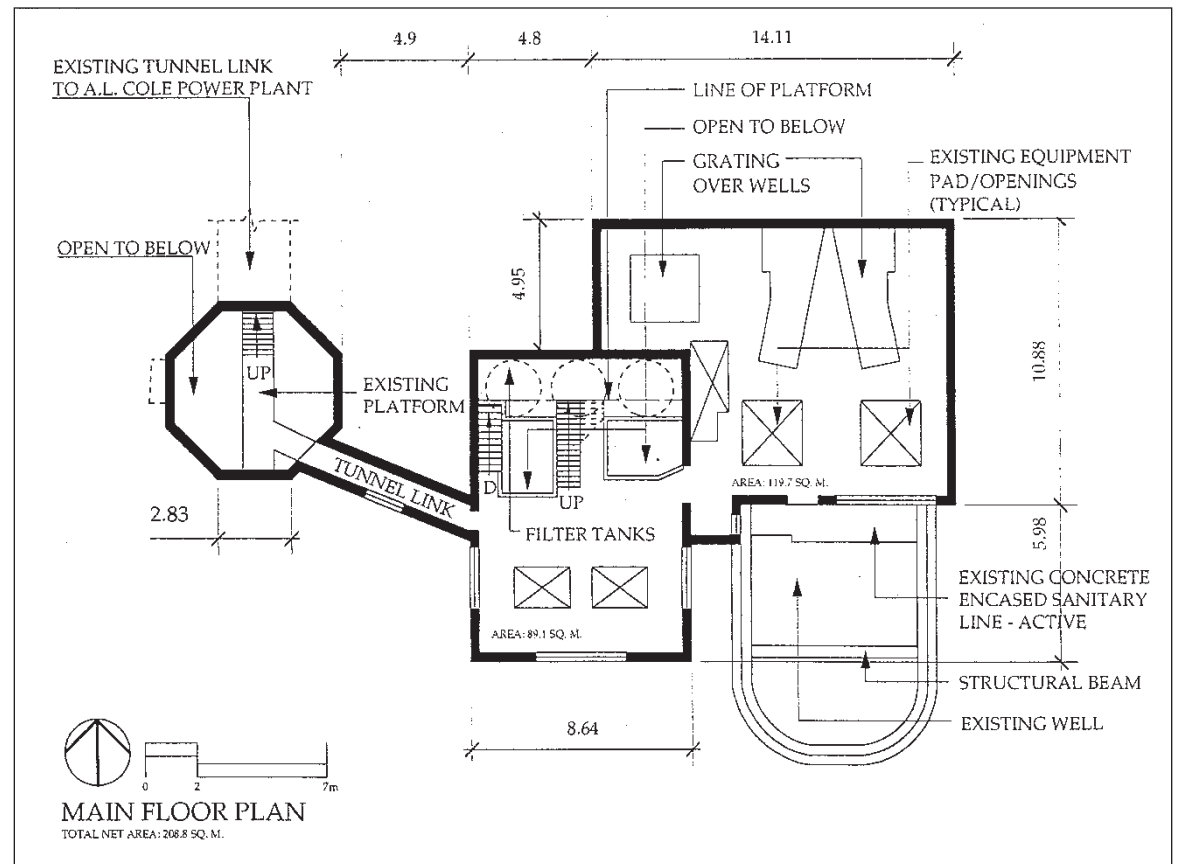 4.9
4.8
14.11
EXISTING TUNNEL LINK
TO A.L. COLE POWER PLANT
LINE OF PLATFORM
OPEN TO BELOW
GRATING
OVER WELLS
EXISTING EQUIPMENT
PAD/OPENINGS
(TYPICAL)
OPEN TO BELOW
4.95
10.88
UP
EXISTING
PLATFORM
TUNNEL LINK
D
UP
AREA: 119.7 SQ. M.
2.83
FILTER TANKS
5.98
EXISTING CONCRETE
ENCASED SANITARY
LINE - ACTIVE
AREA: 89.1 SQ. M.
STRUCTURAL BEAM
EXISTING WELL
8.64
0 2 7m
MAIN FLOOR PLAN
TOTAL NET AREA: 208.8 SQ. M.